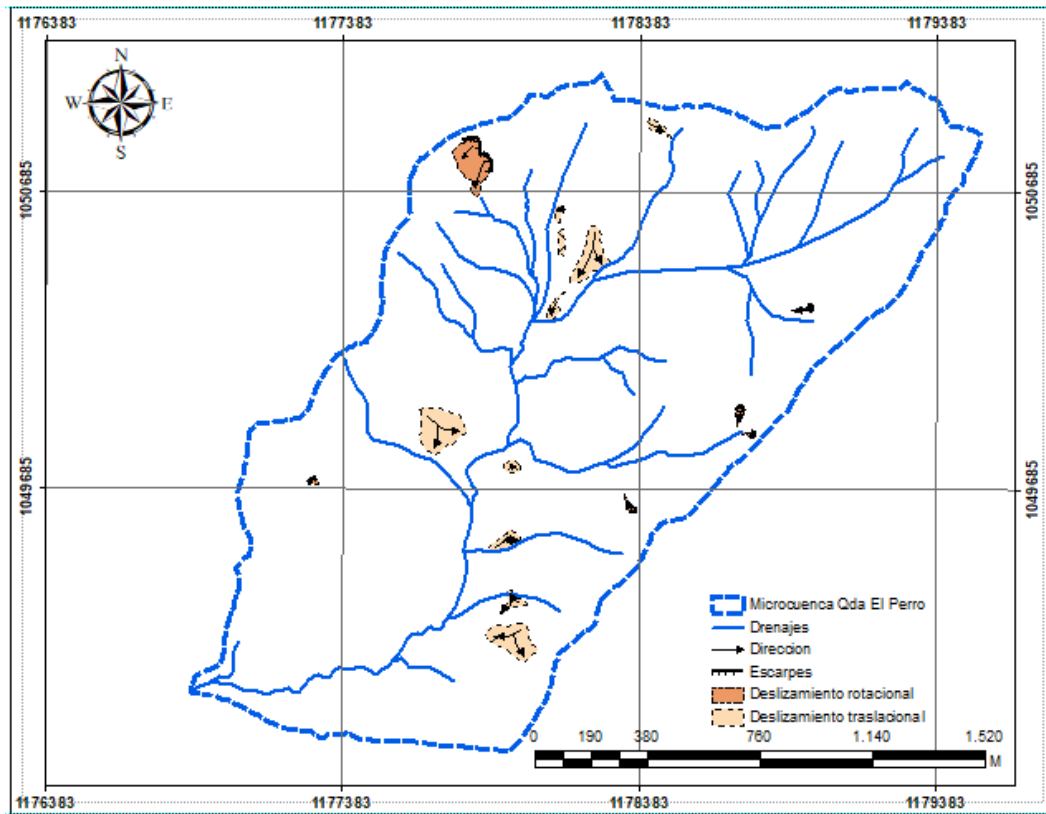 1176383 1177383 1178383 1179383
N
W E
S
1050685 1050685
1049685 1049685
Microcuenca Qda El Perro
Drenajes
Direccion
Escarpes
Deslizamiento rotacional
Deslizamiento traslacional
0 190 380 760 1.140 1.520
M
1176383 1177383 1178383 1179383